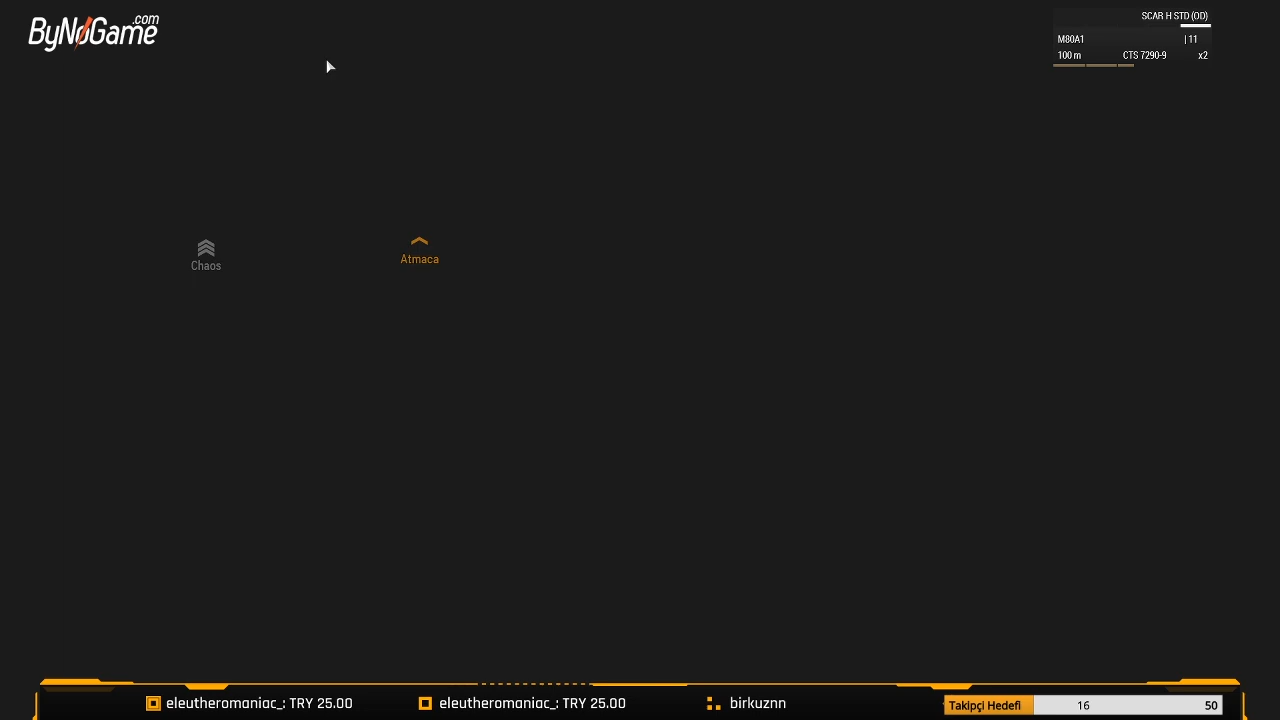 ByNoGame.com
SCAR H STD (OD)
M80A1 | 11
100 m CTS 7290-9 x2
Chaos
Atmaca
eleutheromaniac_: TRY 25.00 eleutheromaniac_: TRY 25.00 birkuznn
Takipçi Hedefi 16 50